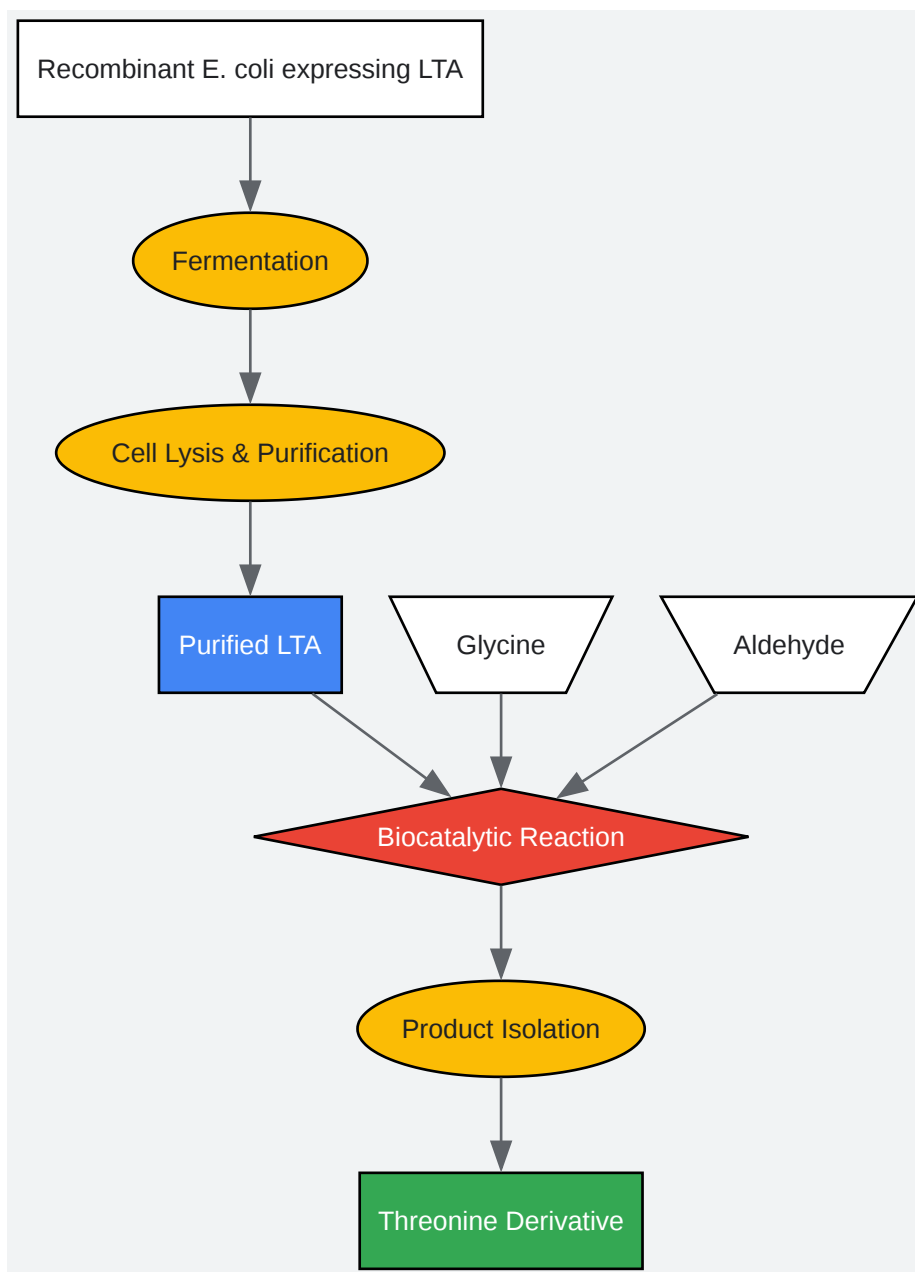 Recombinant E. coli expressing LTA
Fermentation
Cell Lysis & Purification
Purified LTA
Glycine
Aldehyde
Biocatalytic Reaction
Product Isolation
Threonine Derivative